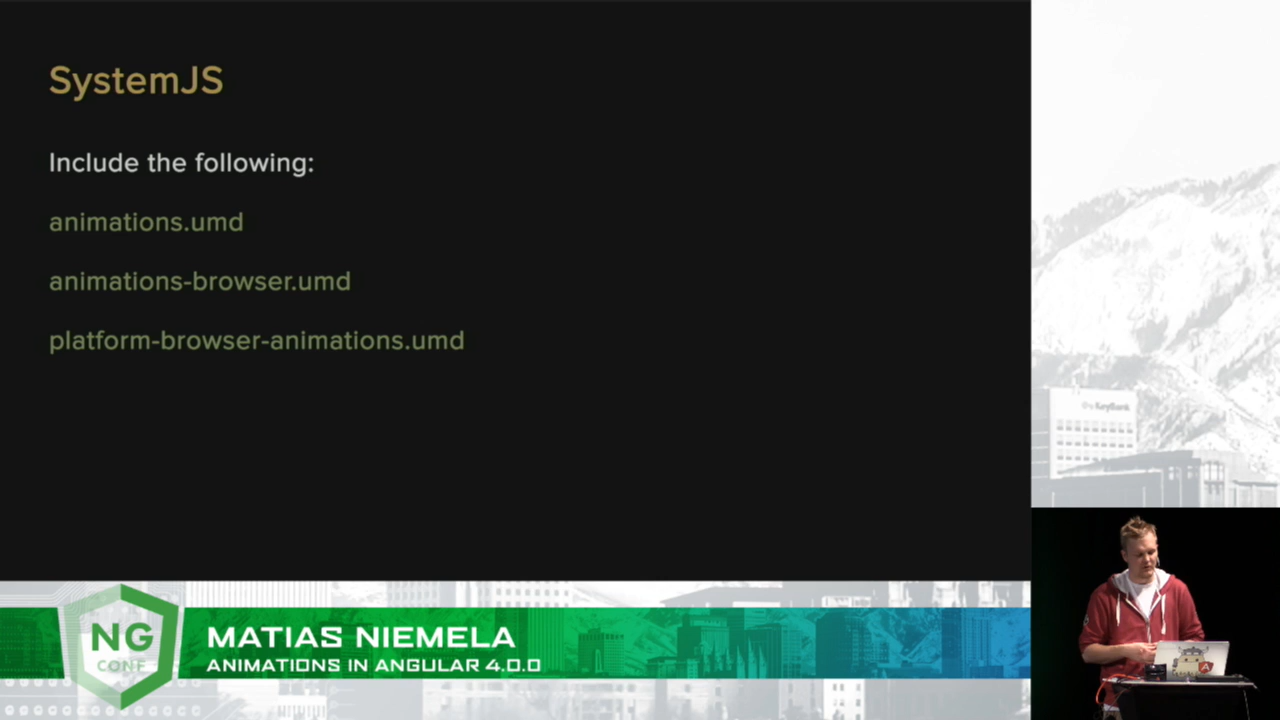 SystemJS
Include the following:
animations.umd
animations-browser.umd
platform-browser-animations.umd
KeyBank
NG
CONF
MATIAS NIEMELA
ANIMATIONS IN ANGULAR 4.0.0